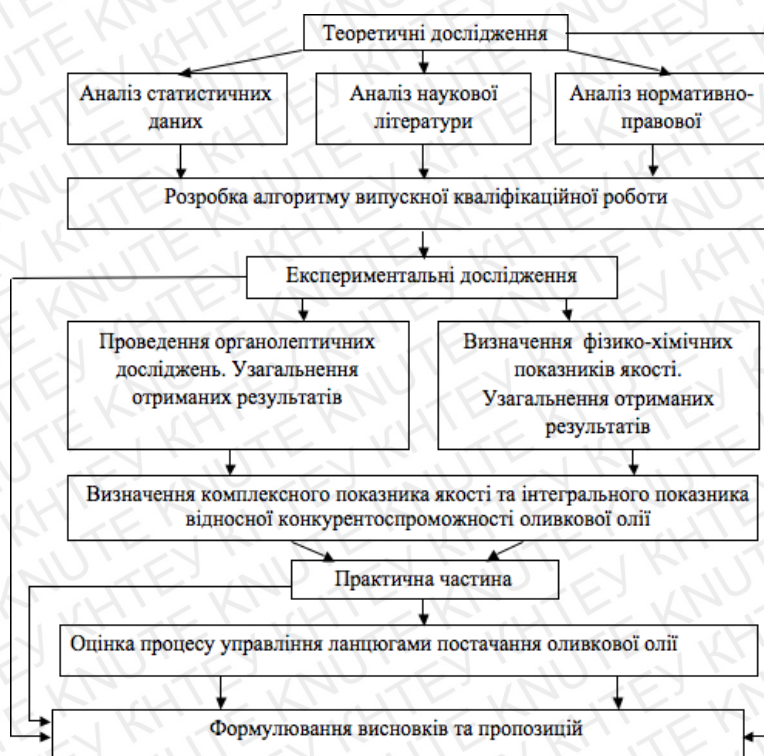 Теоретичні дослідження
Аналіз статистичних
даних
Аналіз наукової
літератури
Аналіз нормативно-
правової
Розробка алгоритму випускної кваліфікаційної роботи
Експериментальні дослідження
Проведення органолептичних
досліджень. Узагальнення
отриманих результатів
Визначення фізико-хімічних
показників якості.
Узагальнення отриманих
результатів
Визначення комплексного показника якості та інтегрального показника
відносної конкурентоспроможності оливкової олії
Практична частина
Оцінка процесу управління ланцюгами постачання оливкової олії
Формулювання висновків та пропозицій